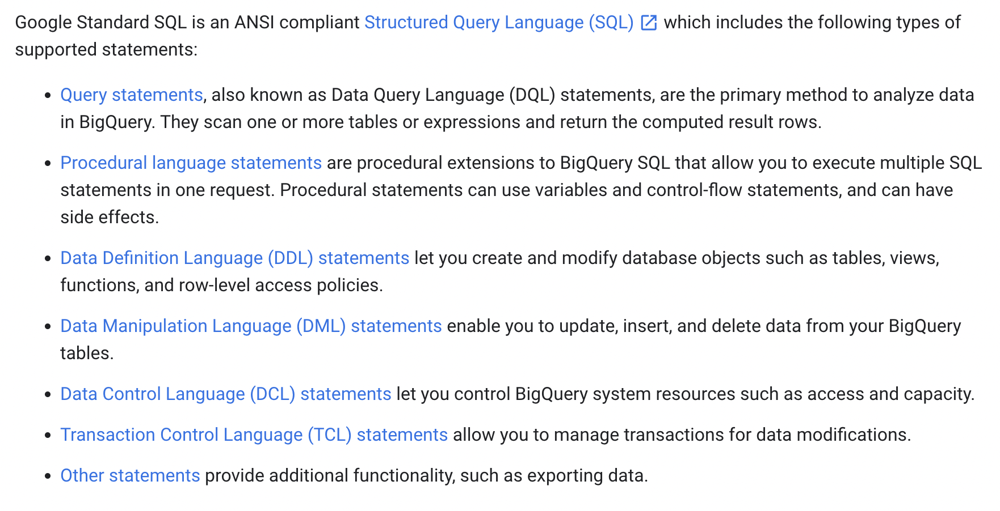 Google Standard SQL is an ANSI compliant Structured Query Language (SQL) which includes the following types of
supported statements:
• Query statements, also known as Data Query Language (DQL) statements, are the primary method to analyze data
in BigQuery. They scan one or more tables or expressions and return the computed result rows.
• Procedural language statements are procedural extensions to BigQuery SQL that allow you to execute multiple SQL
statements in one request. Procedural statements can use variables and control-flow statements, and can have
side effects.
• Data Definition Language (DDL) statements let you create and modify database objects such as tables, views,
functions, and row-level access policies.
• Data Manipulation Language (DML) statements enable you to update, insert, and delete data from your BigQuery
tables.
• Data Control Language (DCL) statements let you control BigQuery system resources such as access and capacity.
• Transaction Control Language (TCL) statements allow you to manage transactions for data modifications.
• Other statements provide additional functionality, such as exporting data.